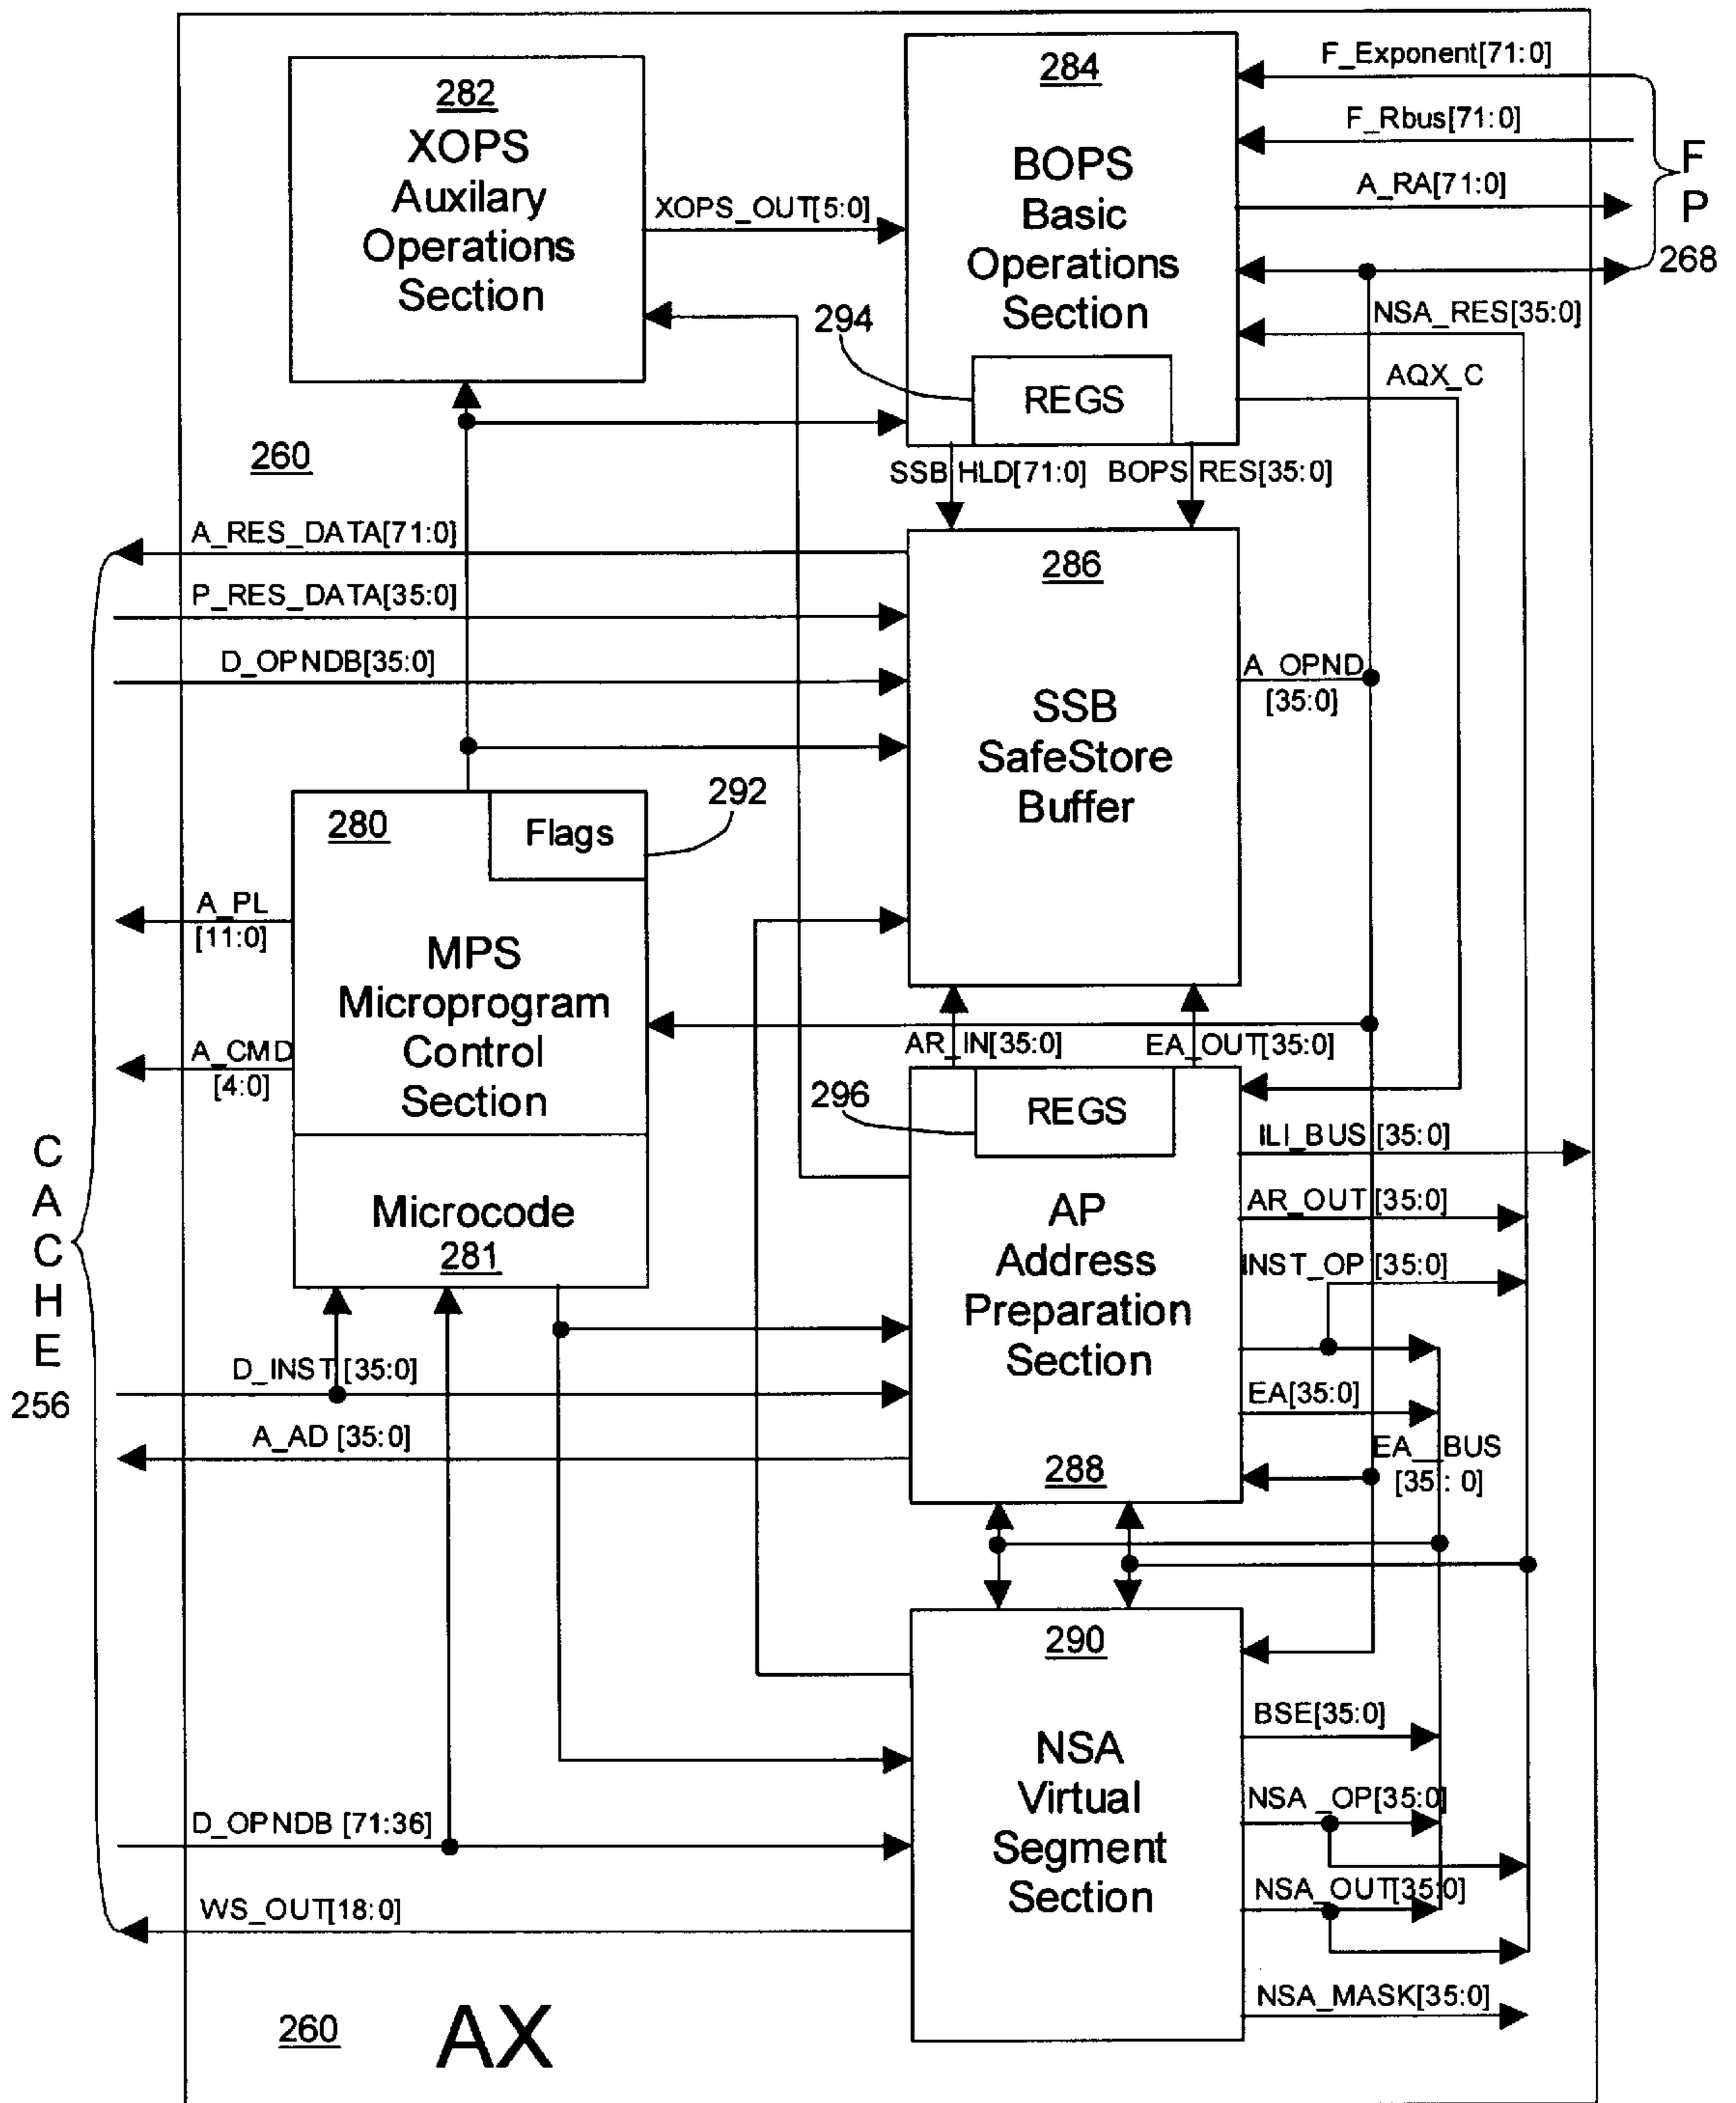 282
XOPS
Auxilary
Operations
Section
284
BOPS
Basic
Operations
Section
REGS
294
F_Exponent[71:0]
F_Rbus[71:0]
A_RA[71:0]
F
P
268
XOPS_OUT[5:0]
NSA_RES[35:0]
AQX_C
260
SSB HLD[71:0]
BOPS RES[35:0]
A_RES_DATA[71:0]
P_RES_DATA[35:0]
D_OPNDB[35:0]
286
SSB
SafeStore
Buffer
A_OPND
[35:0]
280
Flags
292
MPS
Microprogram
Control
Section
Microcode
281
A_PL
[11:0]
A_CMD
[4:0]
CACHE
256
AR_IN[35:0]
EA_OUT[35:0]
296
REGS
AP
Address
Preparation
Section
288
ILI_BUS [35:0]
AR_OUT [35:0]
INST_OP [35:0]
EA[35:0]
EA_BUS
[35: 0]
D_INST [35:0]
A_AD [35:0]
290
NSA
Virtual
Segment
Section
BSE[35:0]
NSA_OP[35:0]
NSA_OUT[35:0]
NSA_MASK[35:0]
D_OPNDB [71:36]
WS_OUT[18:0]
260
AX